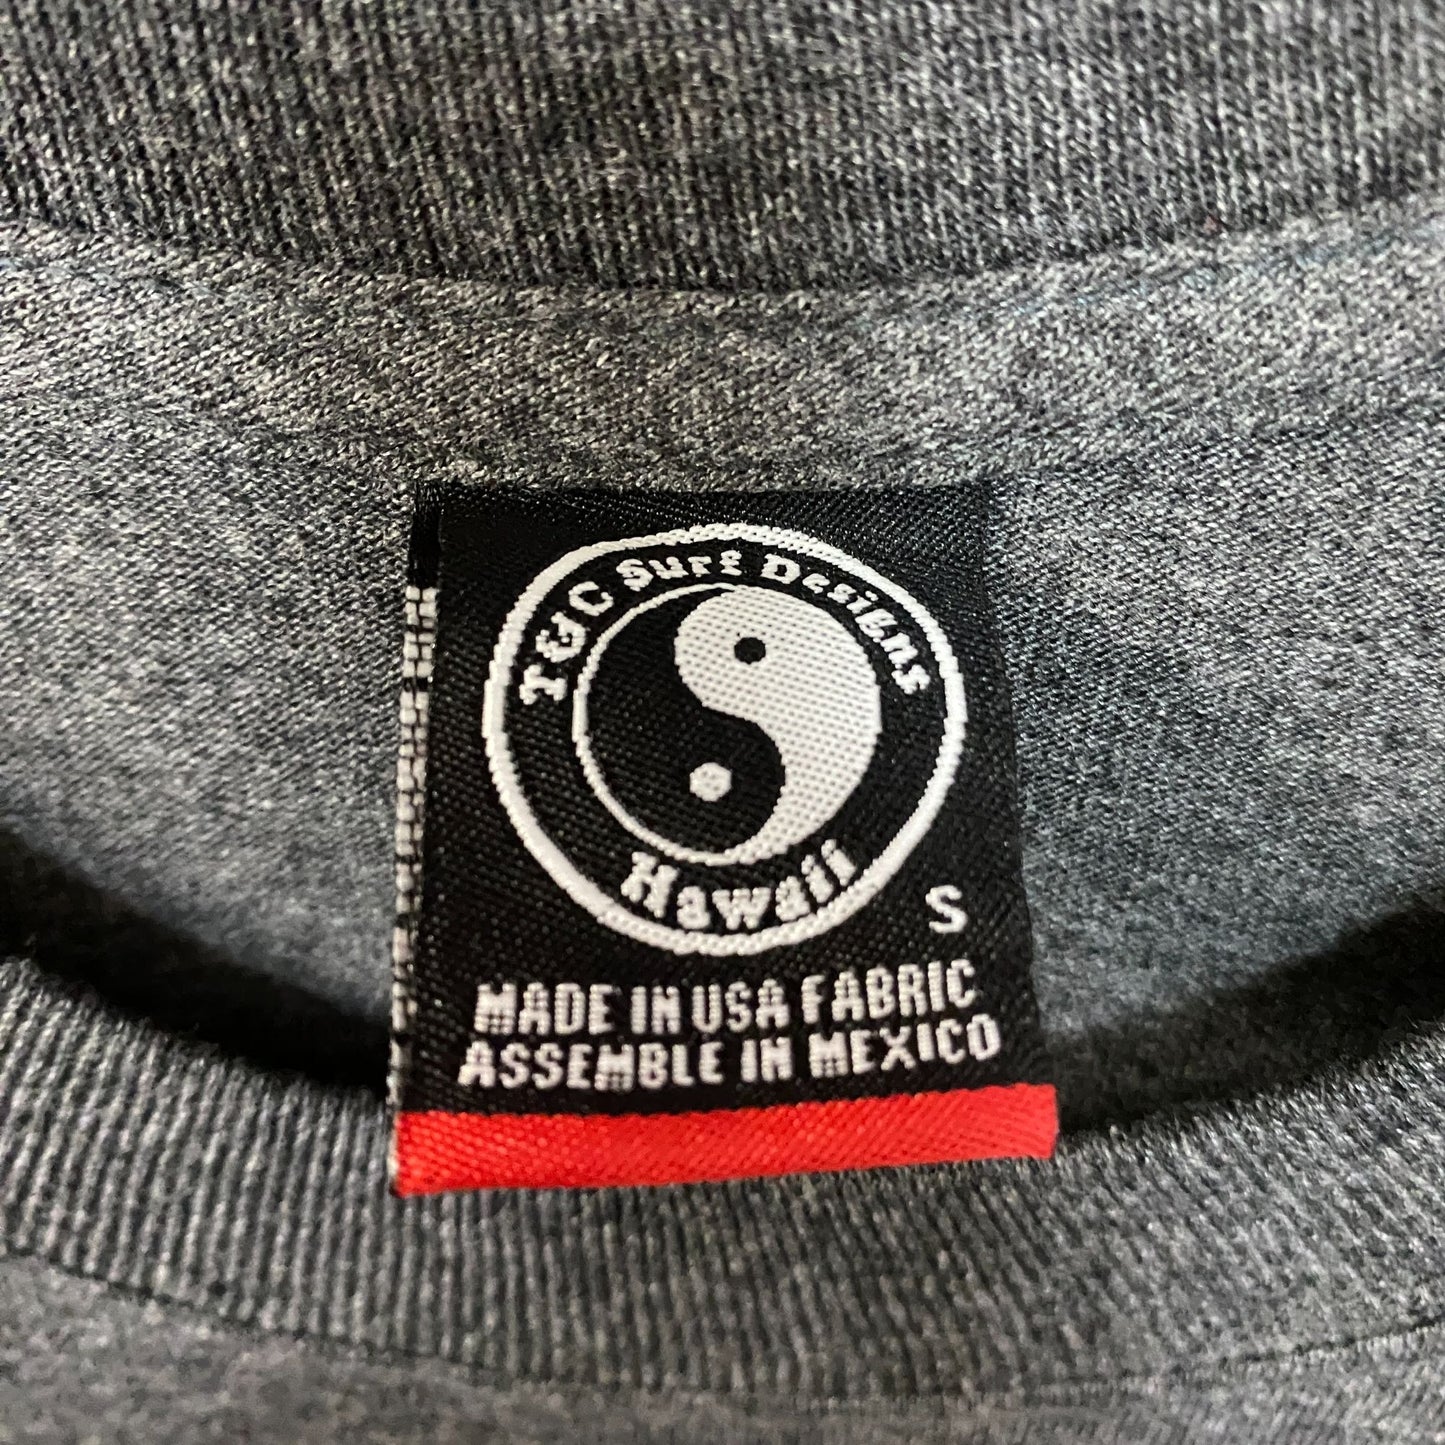 T&C Surf Designs
Hawaii
S
MADE IN USA FABRIC
ASSEMBLE IN MEXICO